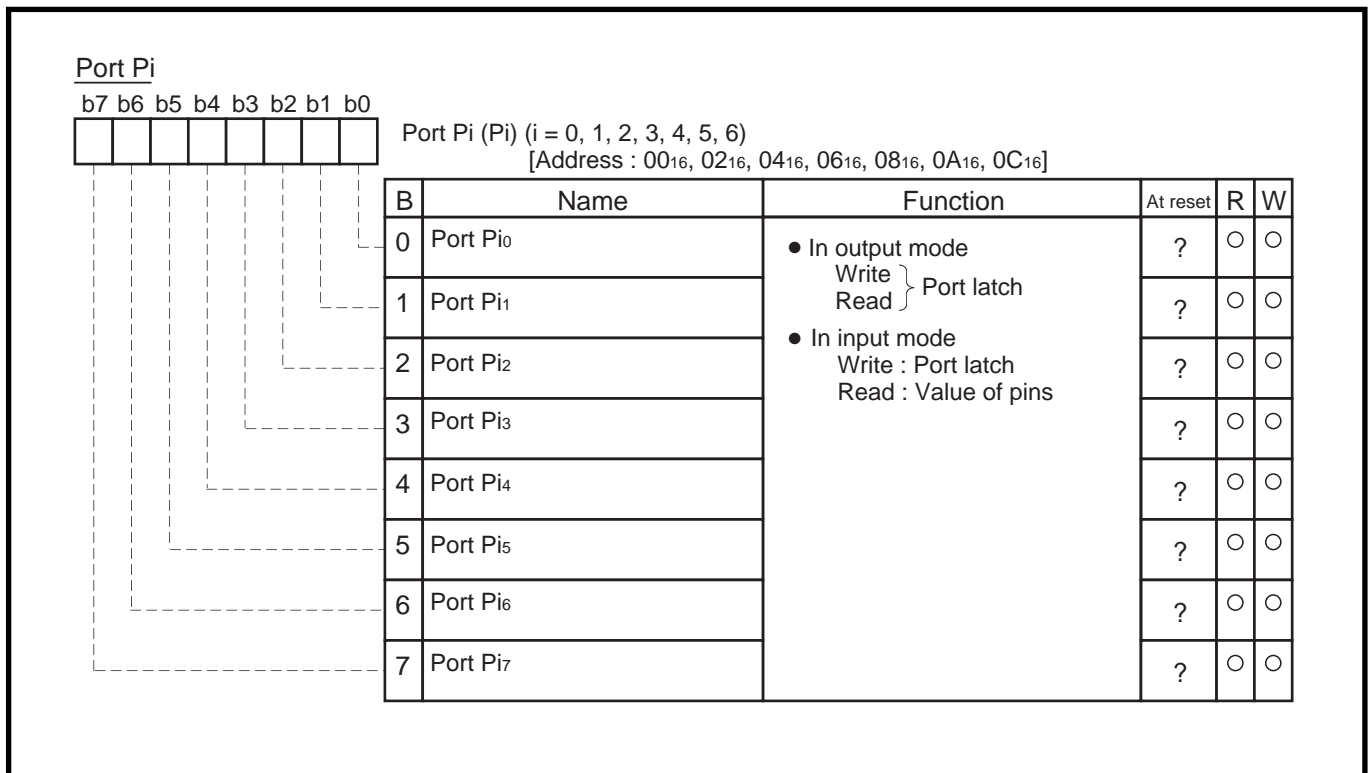 Port Pi
b7 b6 b5 b4 b3 b2 b1 b0
Port Pi (Pi) (i = 0, 1, 2, 3, 4, 5, 6)
[Address : 00₁₆, 02₁₆, 04₁₆, 06₁₆, 08₁₆, 0A₁₆, 0C₁₆]
B Name Function At reset R W
0 Port Pi₀ ? ○ ○
● In output mode
Write
Read } Port latch
1 Port Pi₁ ? ○ ○
● In input mode
Write : Port latch
Read : Value of pins
2 Port Pi₂ ? ○ ○
3 Port Pi₃ ? ○ ○
4 Port Pi₄ ? ○ ○
5 Port Pi₅ ? ○ ○
6 Port Pi₆ ? ○ ○
7 Port Pi₇ ? ○ ○